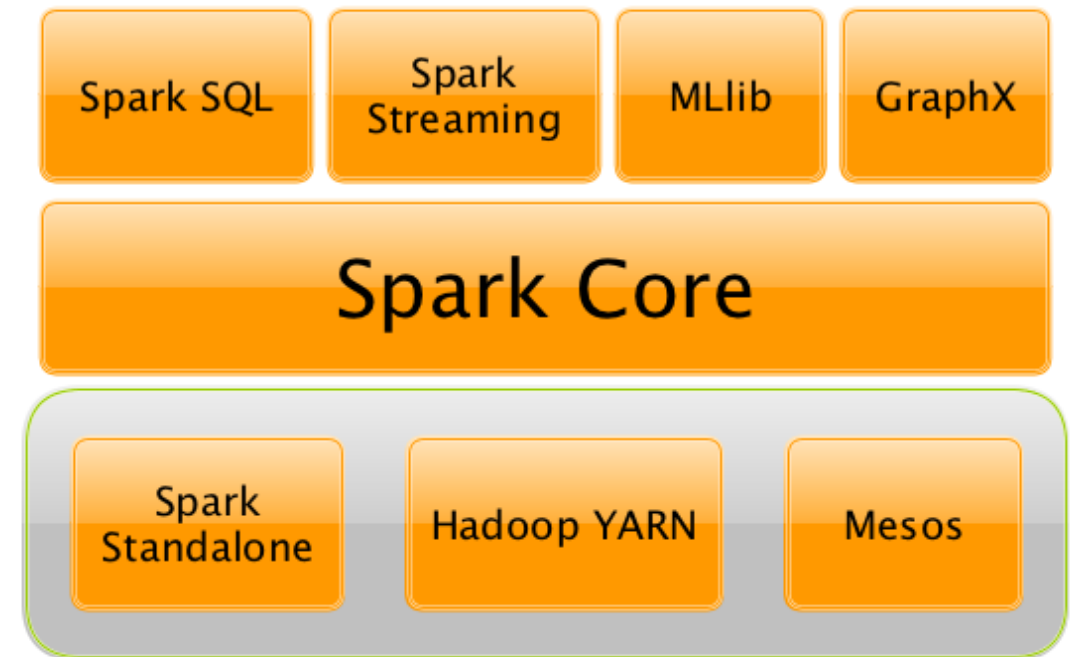 Spark SQL
Spark
Streaming
MLlib
GraphX
Spark Core
Spark
Standalone
Hadoop YARN
Mesos